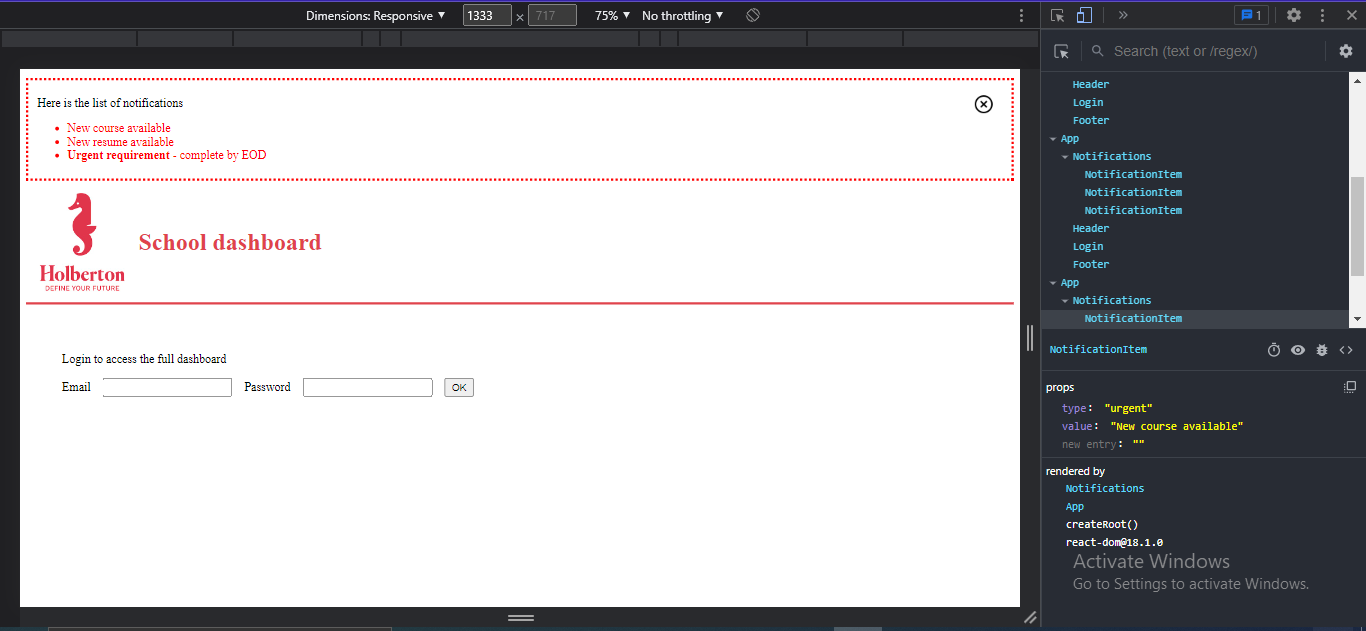 Dimensions: Responsive ▼ 1333 × 717 75% ▼ No throttling ▼
» 1
Search (text or /regex/)
Here is the list of notifications
• New course available
• New resume available
• Urgent requirement - complete by EOD
School dashboard
Holberton
DEFINE YOUR FUTURE
Login to access the full dashboard
Email Password OK
Header
Login
Footer
App
Notifications
NotificationItem
NotificationItem
NotificationItem
Header
Login
Footer
App
Notifications
NotificationItem
NotificationItem
props
type: "urgent"
value: "New course available"
new entry: ""
rendered by
Notifications
App
createRoot()
react-dom@18.1.0
Activate Windows
Go to Settings to activate Windows.